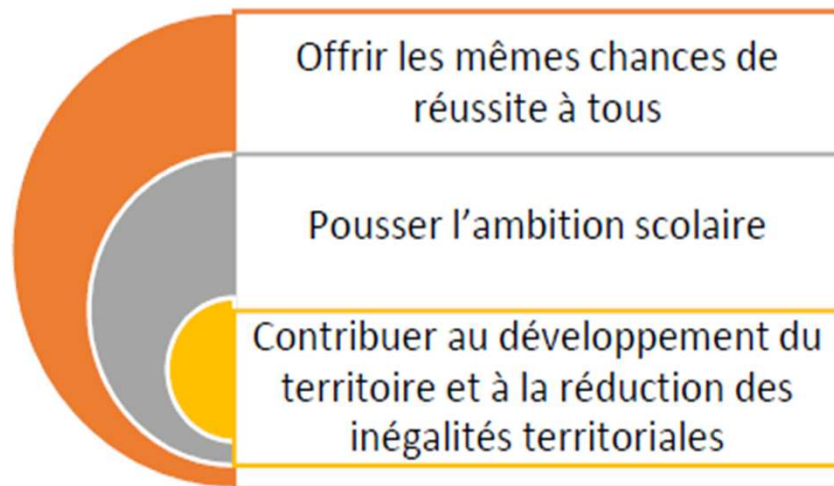 Offrir les mêmes chances de
réussite à tous
Pousser l’ambition scolaire
Contribuer au développement du
territoire et à la réduction des
inégalités territoriales